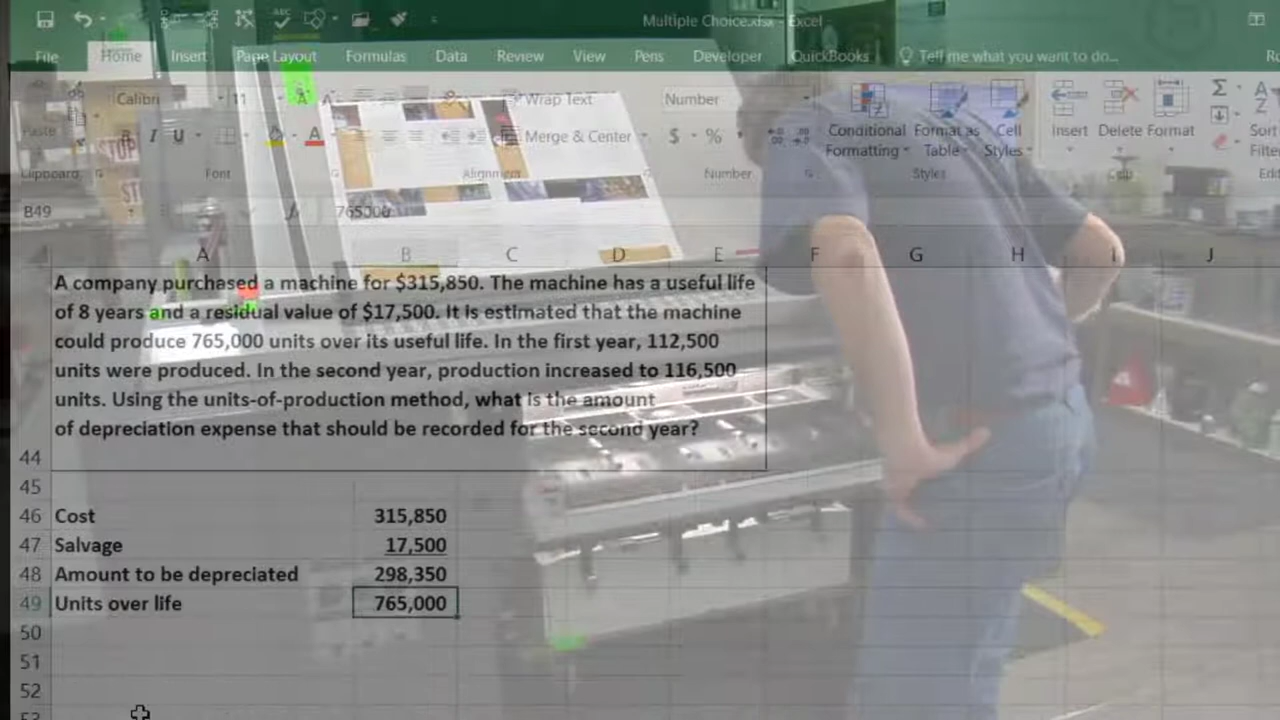 Multiple Choice.xlsx - Excel
File Home Insert Page Layout Formulas Data Review View Pens Developer QuickBooks Tell me what you want to do...
Calibri 11 Wrap Text Number
Paste B I U A Merge & Center $ % Conditional Formatting Format as Table Cell Styles Insert Delete Format Σ Sort Filter
Clipboard Font Alignment Number Styles Cells
B49 fx 765000
A B C D E F G H I J
A company purchased a machine for $315,850. The machine has a useful life
of 8 years and a residual value of $17,500. It is estimated that the machine
could produce 765,000 units over its useful life. In the first year, 112,500
units were produced. In the second year, production increased to 116,500
units. Using the units-of-production method, what is the amount
of depreciation expense that should be recorded for the second year?
44
45
46 Cost 315,850
47 Salvage 17,500
48 Amount to be depreciated 298,350
49 Units over life 765,000
50
51
52
53
STOP